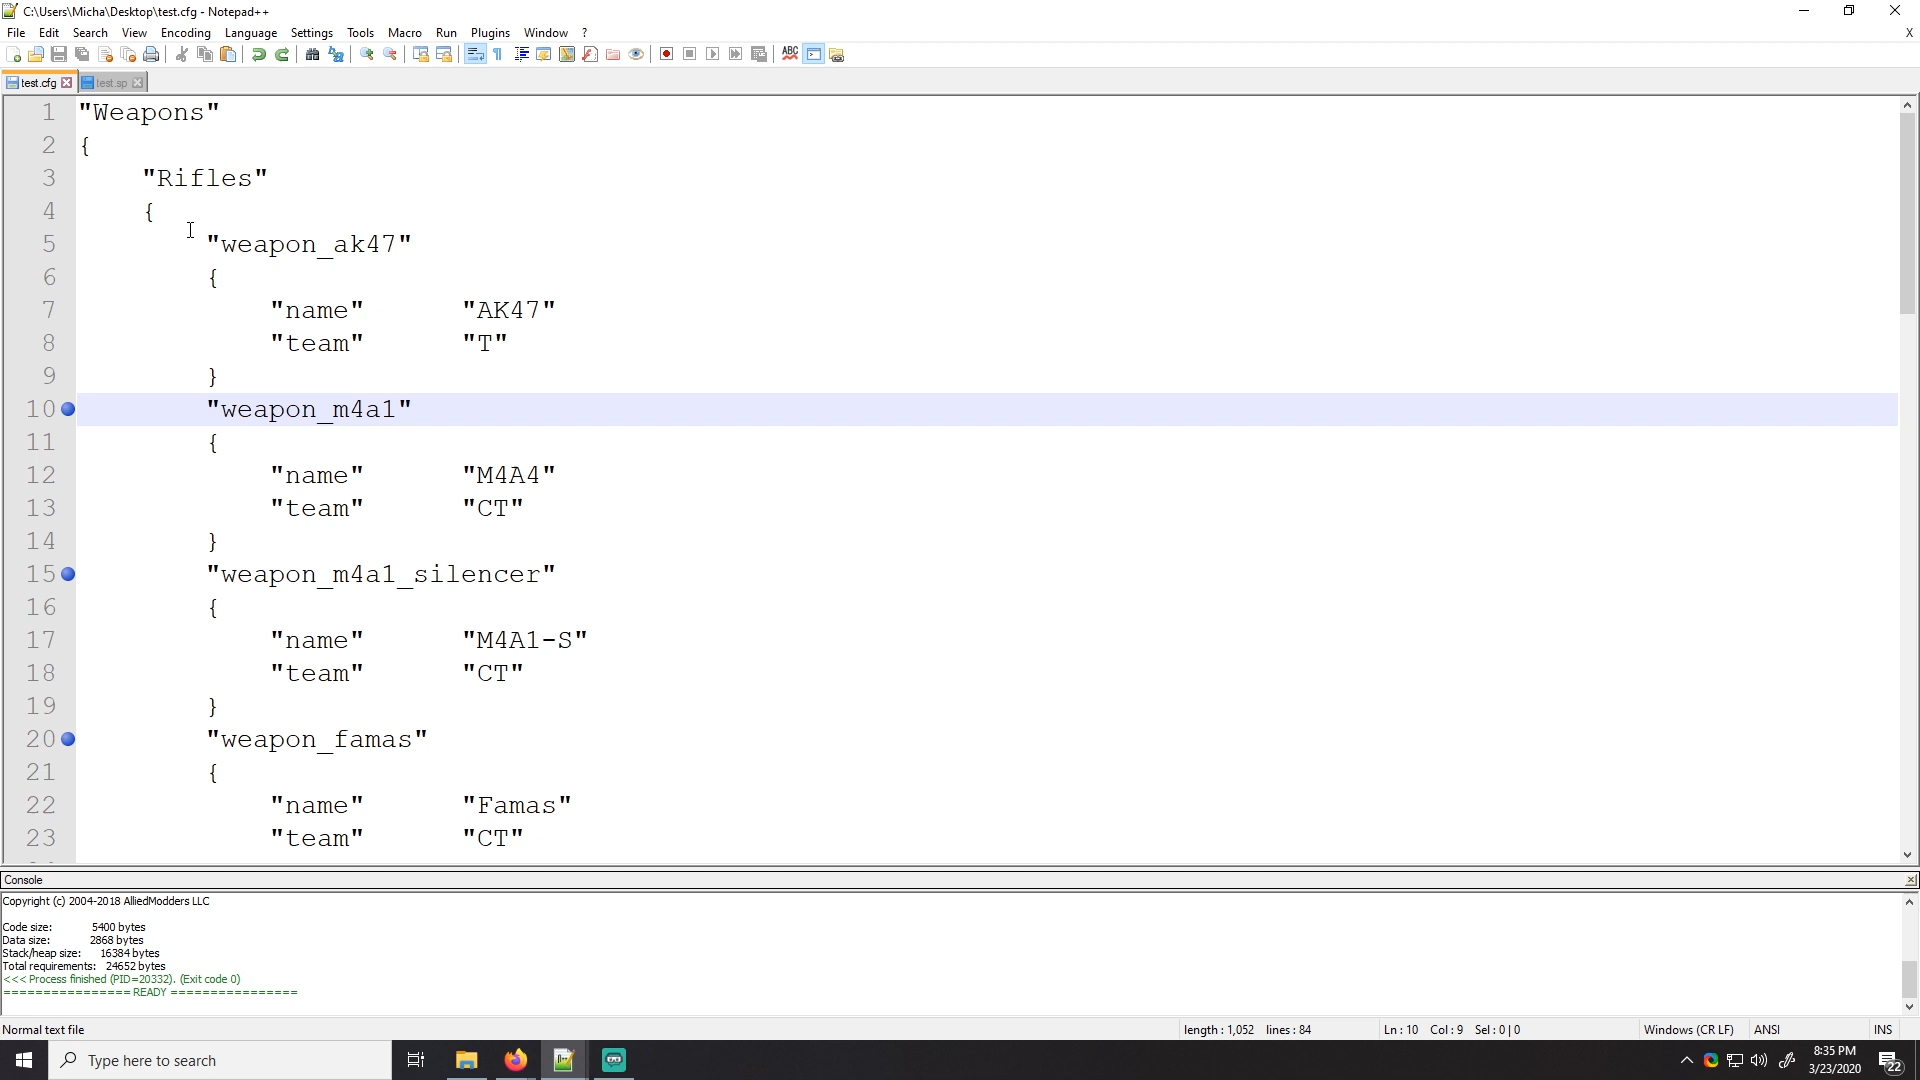 C:\Users\Micha\Desktop\test.cfg - Notepad++
File Edit Search View Encoding Language Settings Tools Macro Run Plugins Window ? X
ABC
test.cfg test.sp
1 "Weapons"
2 {
3 "Rifles"
4 {
5 "weapon_ak47"
6 {
7 "name" "AK47"
8 "team" "T"
9 }
10 "weapon_m4a1"
11 {
12 "name" "M4A4"
13 "team" "CT"
14 }
15 "weapon_m4a1_silencer"
16 {
17 "name" "M4A1-S"
18 "team" "CT"
19 }
20 "weapon_famas"
21 {
22 "name" "Famas"
23 "team" "CT"
Console
Copyright (c) 2004-2018 AlliedModders LLC
Code size: 5400 bytes
Data size: 2868 bytes
Stack/heap size: 16384 bytes
Total requirements: 24652 bytes
<<< Process finished (PID=20332). (Exit code 0)
================ READY ================
Normal text file length : 1,052 lines : 84 Ln : 10 Col : 9 Sel : 0 | 0 Windows (CR LF) ANSI INS
Type here to search 8:35 PM
3/23/2020 22